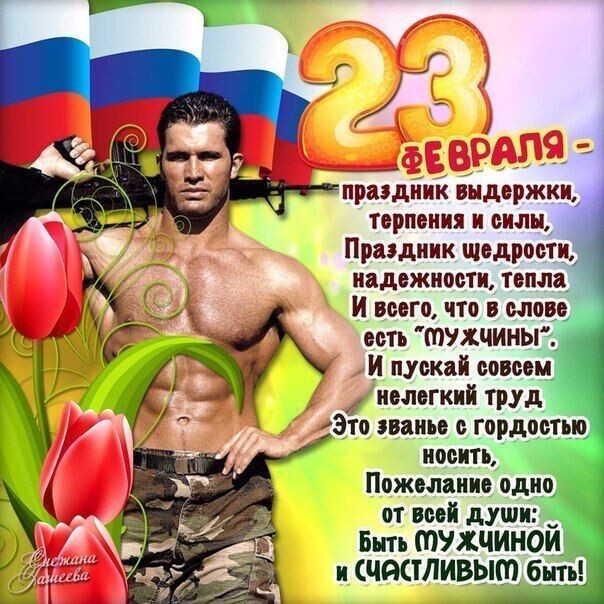 23
ФЕВРАЛЯ -
праздник выдержки,
терпения и силы,
Праздник щедрости,
надежности, тепла
И всего, что в слове
есть "МУЖЧИНЫ".
И пускай совсем
нелегкий труд
Это званье с гордостью
носить,
Пожелание одно
от всей души:
Быть МУЖЧИНОЙ
и СЧАСТЛИВЫМ быть!
Снежана
Зашеева